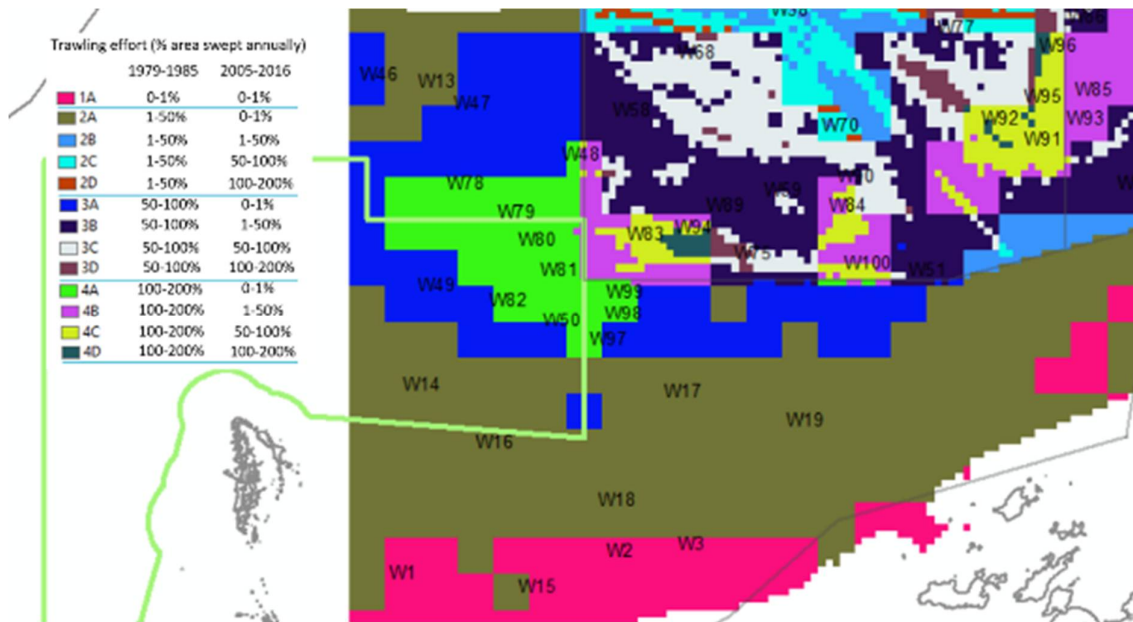 Trawling effort (% area swept annually)
1979-1985 2005-2016
1A 0-1% 0-1%
2A 1-50% 0-1%
2B 1-50% 1-50%
2C 1-50% 50-100%
2D 1-50% 100-200%
3A 50-100% 0-1%
3B 50-100% 1-50%
3C 50-100% 50-100%
3D 50-100% 100-200%
4A 100-200% 0-1%
4B 100-200% 1-50%
4C 100-200% 50-100%
4D 100-200% 100-200%
W77
W96
W68
W46
W13
W47
W58
W95
W85
W70
W92
W93
W91
W48
W78
W59
W79
W89
W84
W80
W83
W94
W75
W81
W100
W51
W49
W82
W99
W98
W50
W97
W14
W17
W16
W19
W18
W2
W3
W1
W15